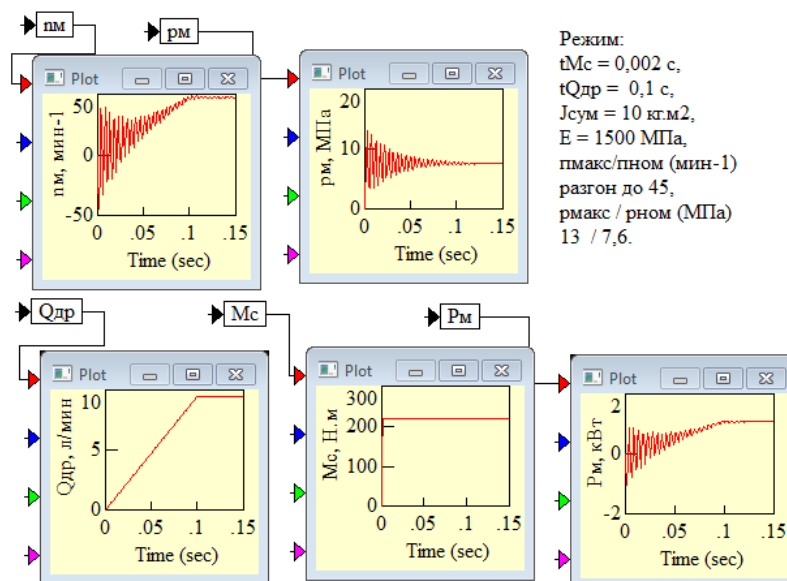 nм
pм
Plot
nм, мин-1
50
0
-50
0 .05 .1 .15
Time (sec)
Plot
pм, МПа
20
10
0
0 .05 .1 .15
Time (sec)
Режим:
tMc = 0,002 с,
tQдр = 0,1 с,
Jсум = 10 кг.м2,
E = 1500 МПа,
nмакс/nном (мин-1)
разгон до 45,
pмакс / pном (МПа)
13 / 7,6.
Qдр
Mc
Pм
Plot
Qдр, л/мин
10
5
0
0 .05 .1 .15
Time (sec)
Plot
Mc, Н.м
300
200
100
0
0 .05 .1 .15
Time (sec)
Plot
Pм, кВт
2
0
-2
0 .05 .1 .15
Time (sec)